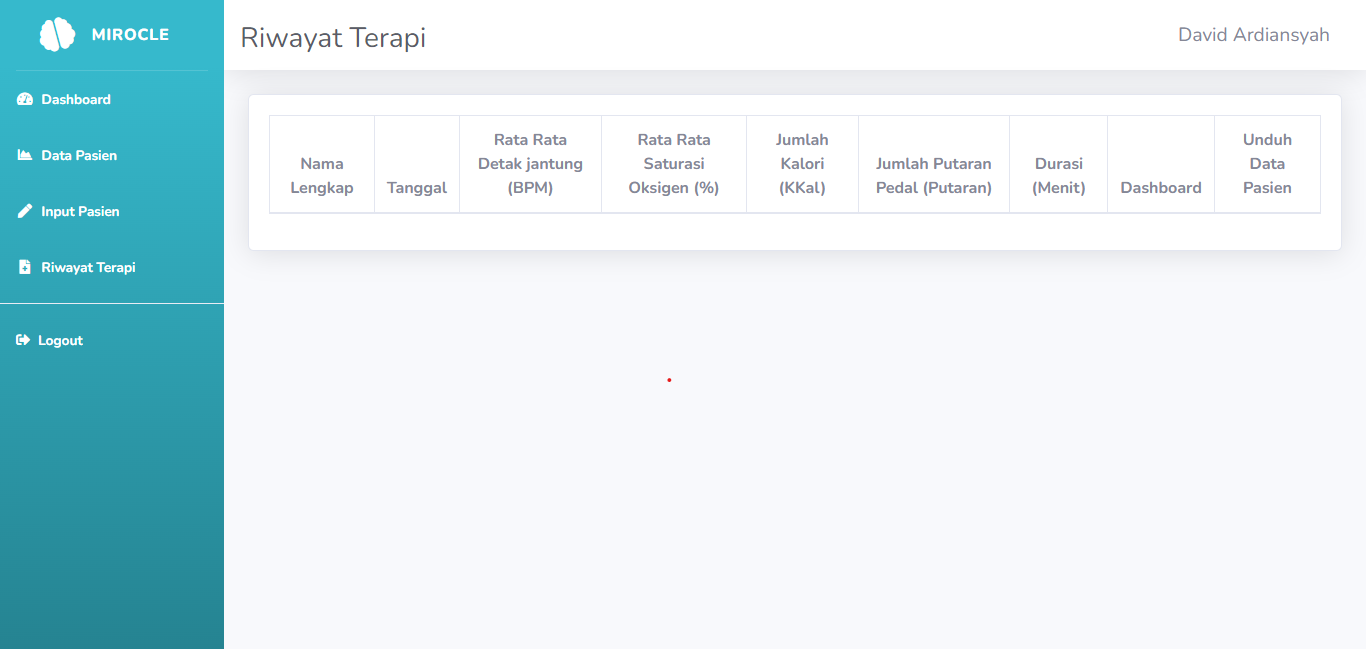 MIROCLE
Dashboard
Data Pasien
Input Pasien
Riwayat Terapi
Logout
Riwayat Terapi
David Ardiansyah
Nama
Lengkap
Tanggal
Rata Rata
Detak jantung
(BPM)
Rata Rata
Saturasi
Oksigen (%)
Jumlah
Kalori
(KKal)
Jumlah Putaran
Pedal (Putaran)
Durasi
(Menit)
Dashboard
Unduh
Data
Pasien